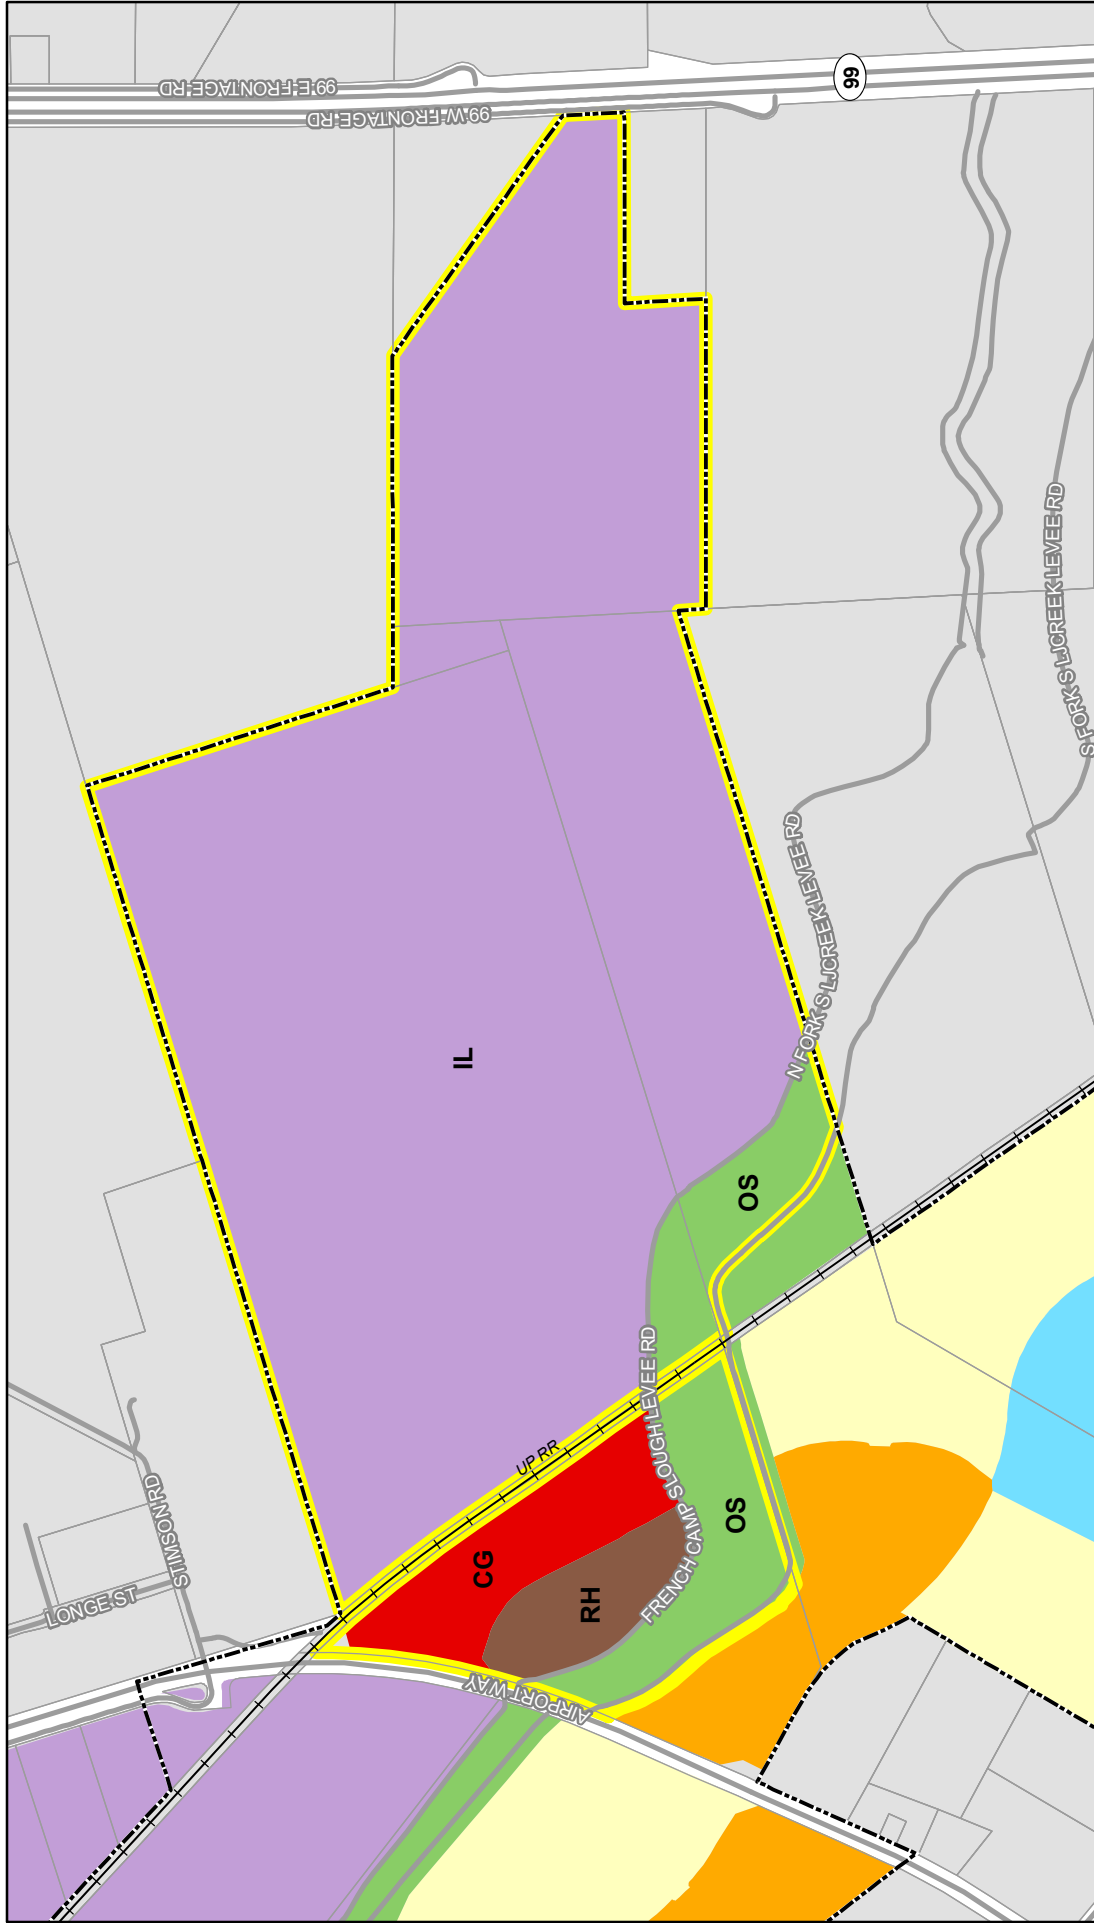 99 E FRONTAGE RD
99 W FRONTAGE RD
99
S FORK S LJCREEK LEVEE RD
N FORK S LJCREEK LEVEE RD
IL
OS
FRENCH CAMP SLOUGH LEVEE RD
UP RR
OS
CG
RH
STIMSON RD
LONGE ST
AIRPORT WAY